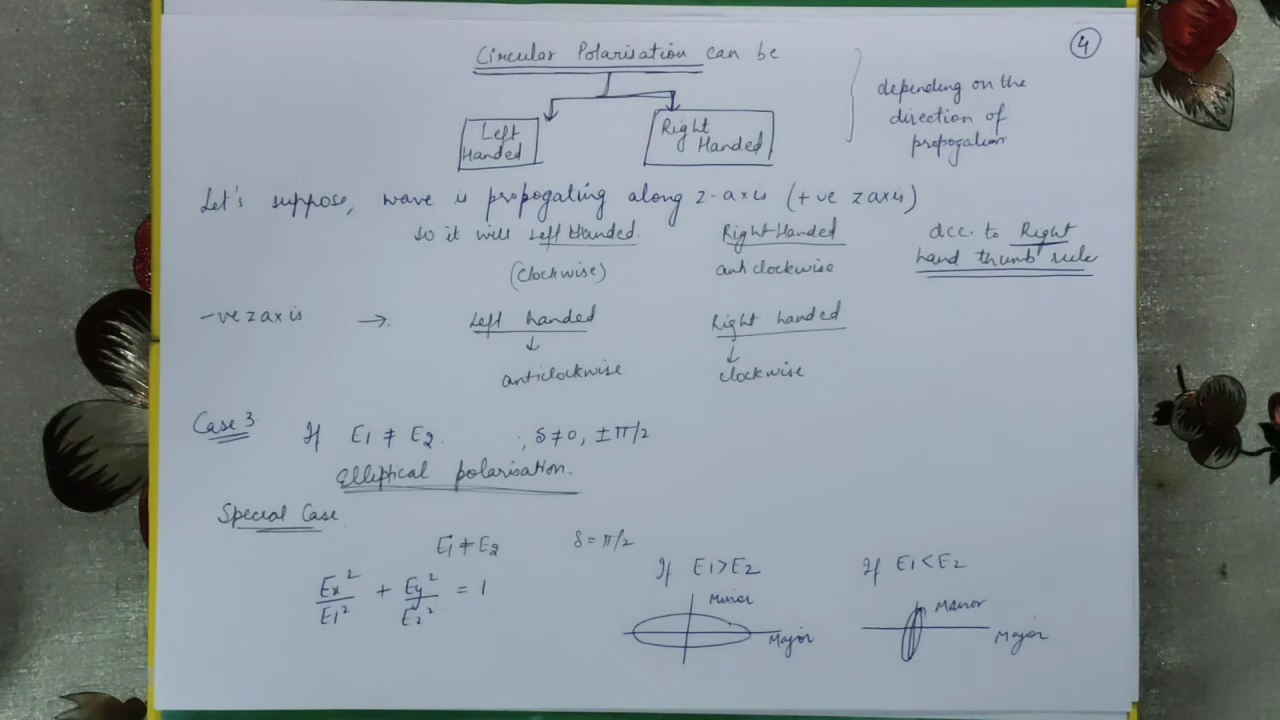 4
Circular Polarisation can be
Left Handed
Right Handed
depending on the
direction of
propogation
Let's suppose, wave is propogating along z-axis (+ve z axis)
so it will Left Handed Right Handed acc. to Right
(clockwise) anticlockwise hand thumb rule
-ve z axis → Left handed Right handed
↓ ↓
anticlockwise clockwise
Case 3 If E1 ≠ E2 , δ ≠ 0, ± π/2
Elliptical polarisation.
Special Case
E1 ≠ E2 δ = π/2
Ex²/E1² + Ey²/E2² = 1
If E1 > E2
Minor
Major
If E1 < E2
Major